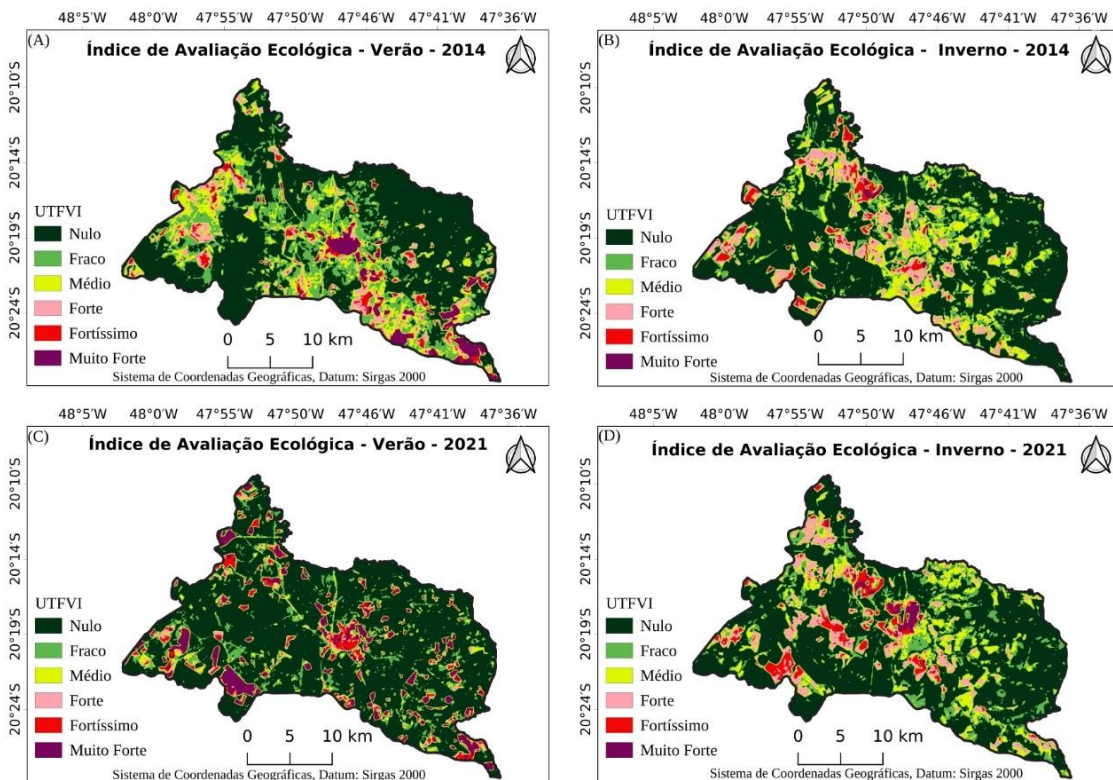 48°5'W 48°0'W 47°55'W 47°50'W 47°46'W 47°41'W 47°36'W
(A)
Índice de Avaliação Ecológica - Verão - 2014
20°10'S
20°14'S
20°19'S
20°24'S
UTFVI
Nulo
Fraco
Médio
Forte
Fortíssimo
Muito Forte
0 5 10 km
Sistema de Coordenadas Geográficas, Datum: Sirgas 2000
48°5'W 48°0'W 47°55'W 47°50'W 47°46'W 47°41'W 47°36'W
(B)
Índice de Avaliação Ecológica - Inverno - 2014
20°10'S
20°14'S
20°19'S
20°24'S
UTFVI
Nulo
Fraco
Médio
Forte
Fortíssimo
Muito Forte
0 5 10 km
Sistema de Coordenadas Geográficas, Datum: Sirgas 2000
48°5'W 48°0'W 47°55'W 47°50'W 47°46'W 47°41'W 47°36'W
(C)
Índice de Avaliação Ecológica - Verão - 2021
20°10'S
20°14'S
20°19'S
20°24'S
UTFVI
Nulo
Fraco
Médio
Forte
Fortíssimo
Muito Forte
0 5 10 km
Sistema de Coordenadas Geográficas, Datum: Sirgas 2000
48°5'W 48°0'W 47°55'W 47°50'W 47°46'W 47°41'W 47°36'W
(D)
Índice de Avaliação Ecológica - Inverno - 2021
20°10'S
20°14'S
20°19'S
20°24'S
UTFVI
Nulo
Fraco
Médio
Forte
Fortíssimo
Muito Forte
0 5 10 km
Sistema de Coordenadas Geográficas, Datum: Sirgas 2000